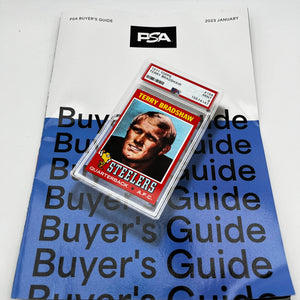 PSA BUYER'S GUIDE
2023 JANUARY
PSA
TERRY BRADSHAW
STEELERS
QUARTERBACK A.F.C.
Buyer's Guide
Buyer's Guide
Buyer's Guide
Buyer's Guide
Buyer's Guide
Buyer's Guide